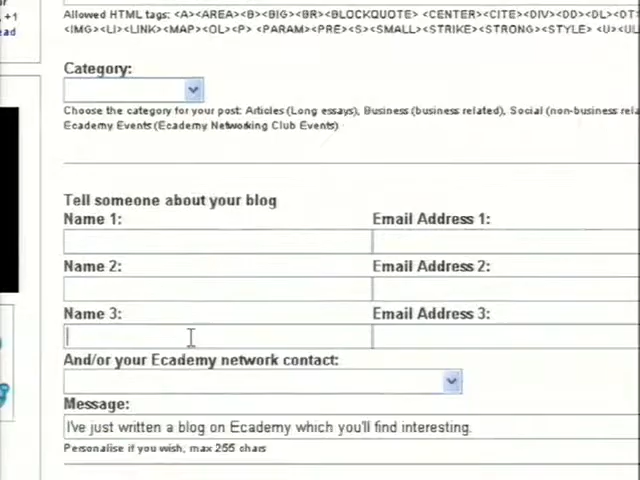 or
, +1
ead
Allowed HTML tags: <A><AREA><B><BIG><BR><BLOCKQUOTE> <CENTER><CITE><DIV><DD><DL><DT>
<IMG><LI><LINK><MAP><OL><P> <PARAM><PRE><S><SMALL><STRIKE><STRONG><STYLE> <U><UL
Category:
Choose the category for your post: Articles (Long essays), Business (business related), Social (non-business rela
Ecademy Events (Ecademy Networking Club Events)
Tell someone about your blog
Name 1: Email Address 1:
Name 2: Email Address 2:
Name 3: Email Address 3:
And/or your Ecademy network contact:
Message:
I've just written a blog on Ecademy which you'll find interesting.
Personalise if you wish, max 255 chars